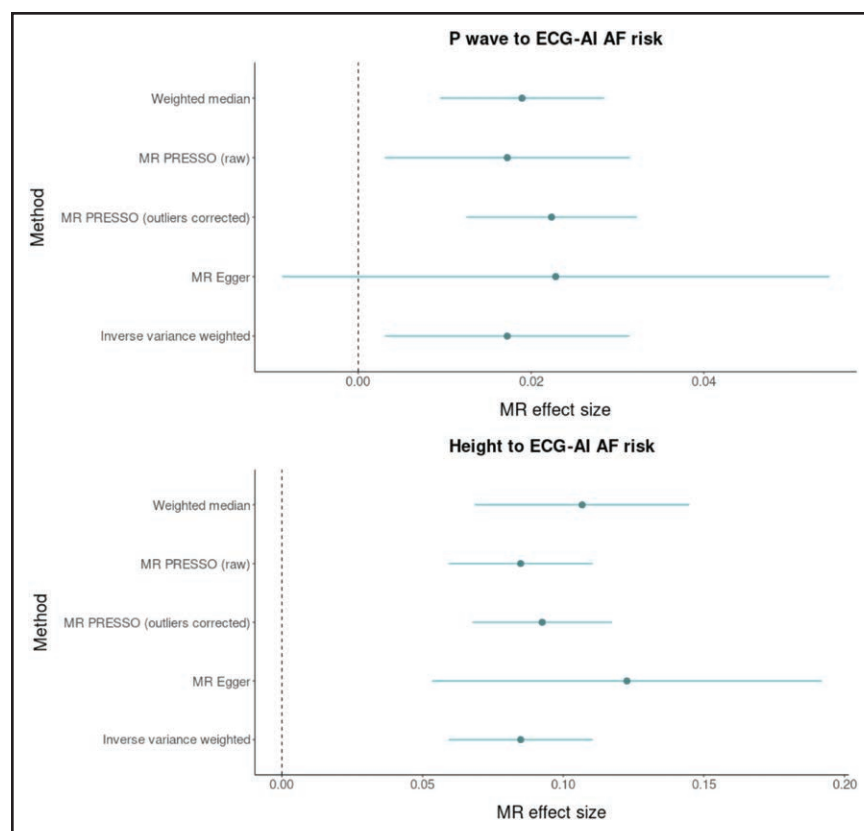 P wave to ECG-AI AF risk
Weighted median
MR PRESSO (raw)
MR PRESSO (outliers corrected)
MR Egger
Inverse variance weighted
Method
0.00 0.02 0.04
MR effect size
Height to ECG-AI AF risk
Weighted median
MR PRESSO (raw)
MR PRESSO (outliers corrected)
MR Egger
Inverse variance weighted
Method
0.00 0.05 0.10 0.15 0.20
MR effect size